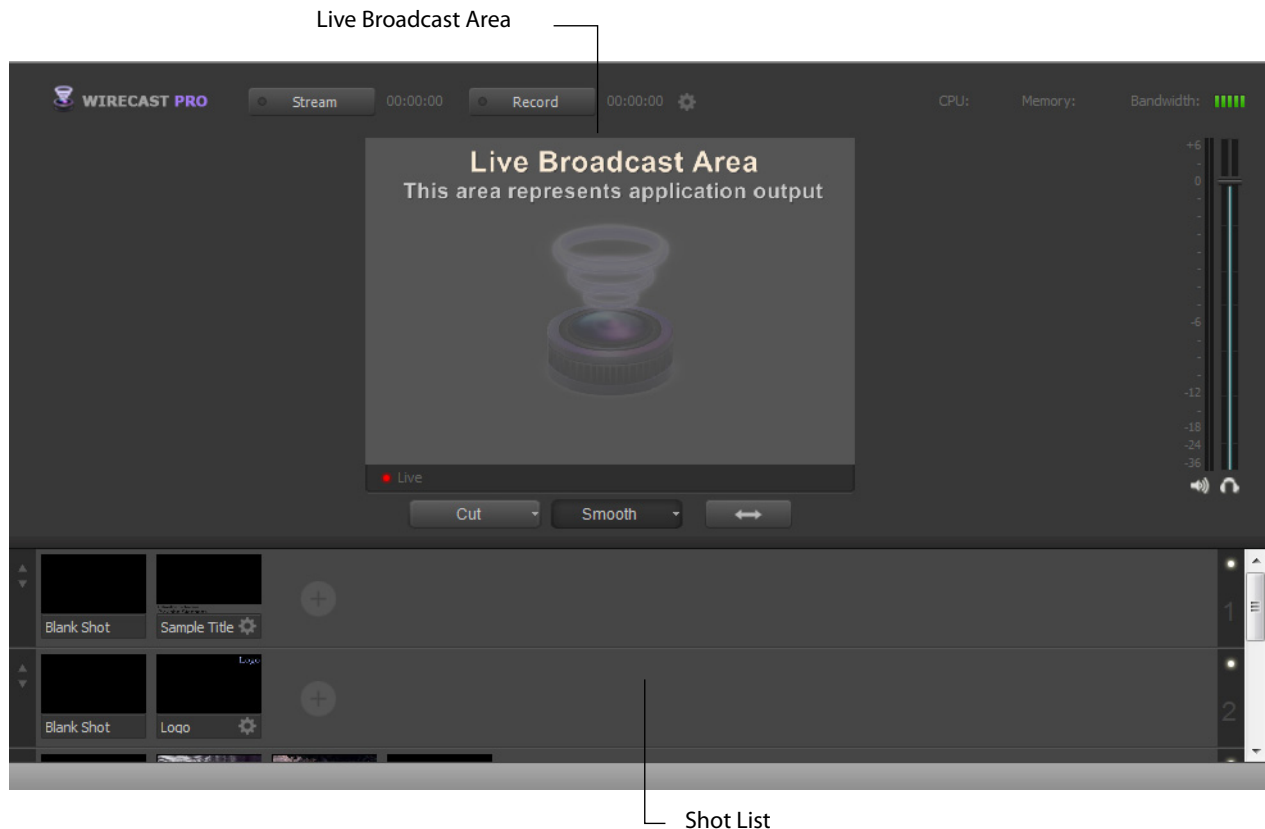 Live Broadcast Area
WIRECAST PRO
Stream
00:00:00
Record
00:00:00
CPU:
Memory:
Bandwidth:
Live Broadcast Area
This area represents application output
+6
-
0
-
-
-
-
-6
-
-
-12
-
-18
-24
-36
Live
Cut
Smooth
Blank Shot
Sample Title
1
Logo
Blank Shot
Logo
2
Shot List